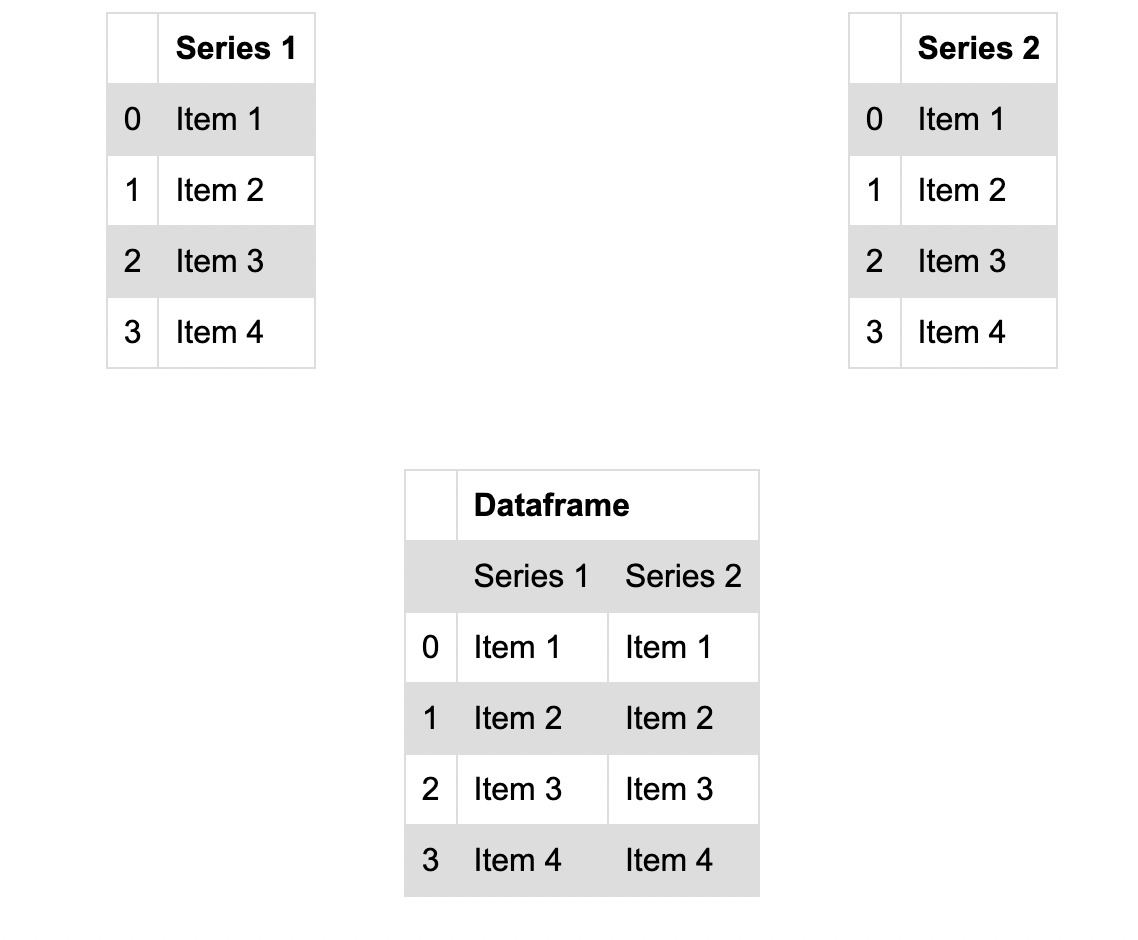 Series 1
0 Item 1
1 Item 2
2 Item 3
3 Item 4
Series 2
0 Item 1
1 Item 2
2 Item 3
3 Item 4
Dataframe
Series 1 Series 2
0 Item 1 Item 1
1 Item 2 Item 2
2 Item 3 Item 3
3 Item 4 Item 4